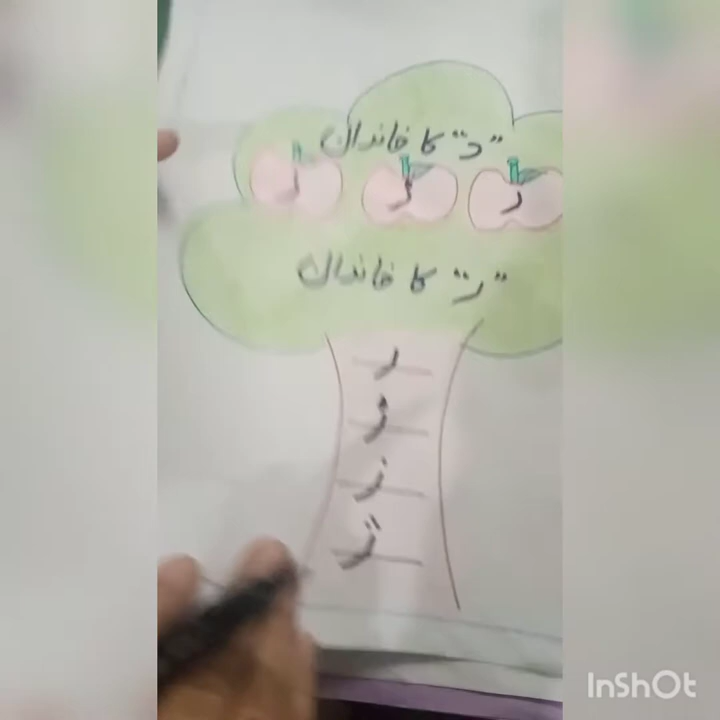 "د" کا خاندان
د ڈ ذ
"ر" کا خاندان
ر
ڑ
ز
ژ
InShOt